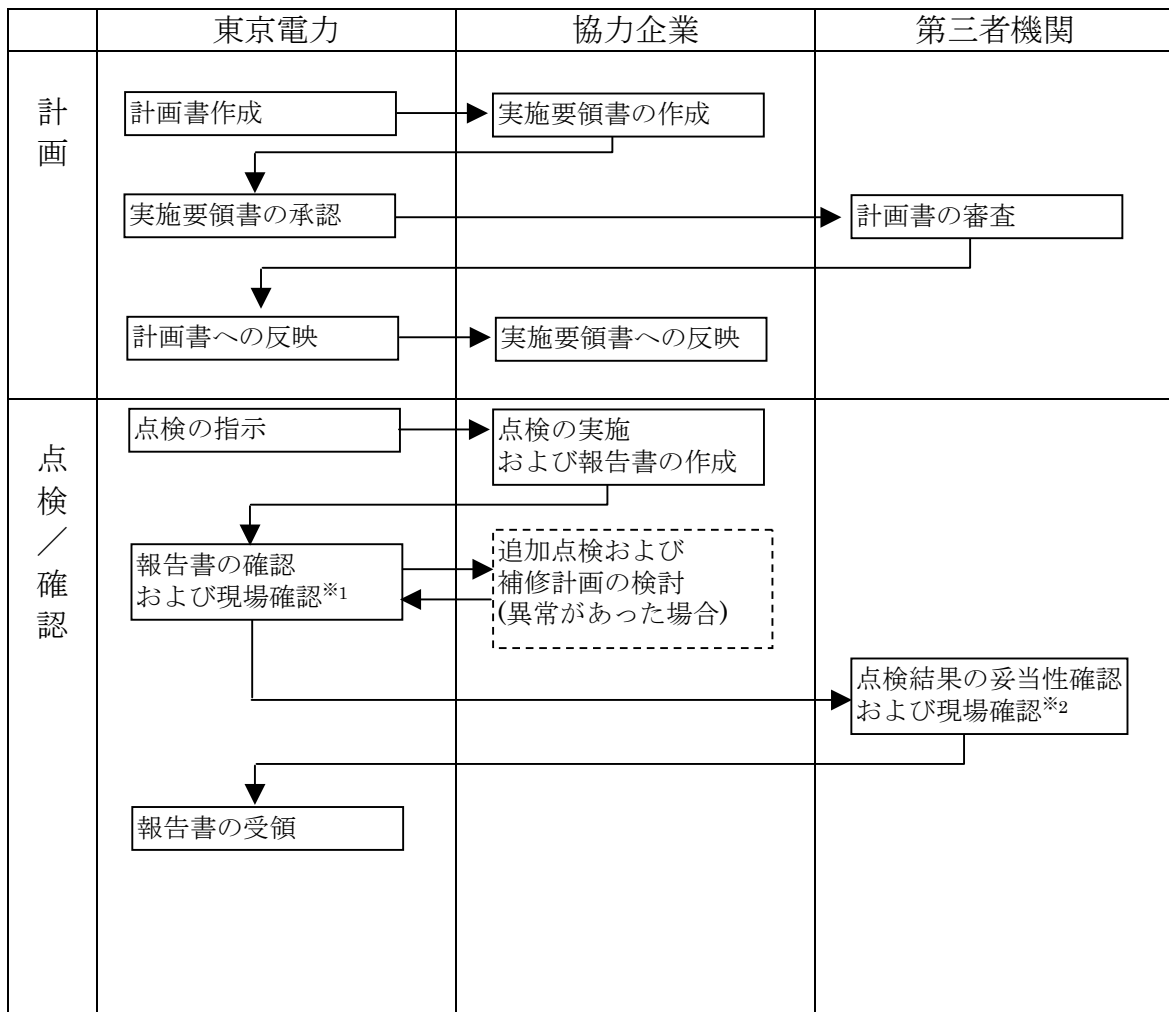 東京電力
協力企業
第三者機関
計画
計画書作成
実施要領書の作成
実施要領書の承認
計画書の審査
計画書への反映
実施要領書への反映
点検／確認
点検の指示
点検の実施
および報告書の作成
報告書の確認
および現場確認※1
追加点検および
補修計画の検討
(異常があった場合)
点検結果の妥当性確認
および現場確認※2
報告書の受領